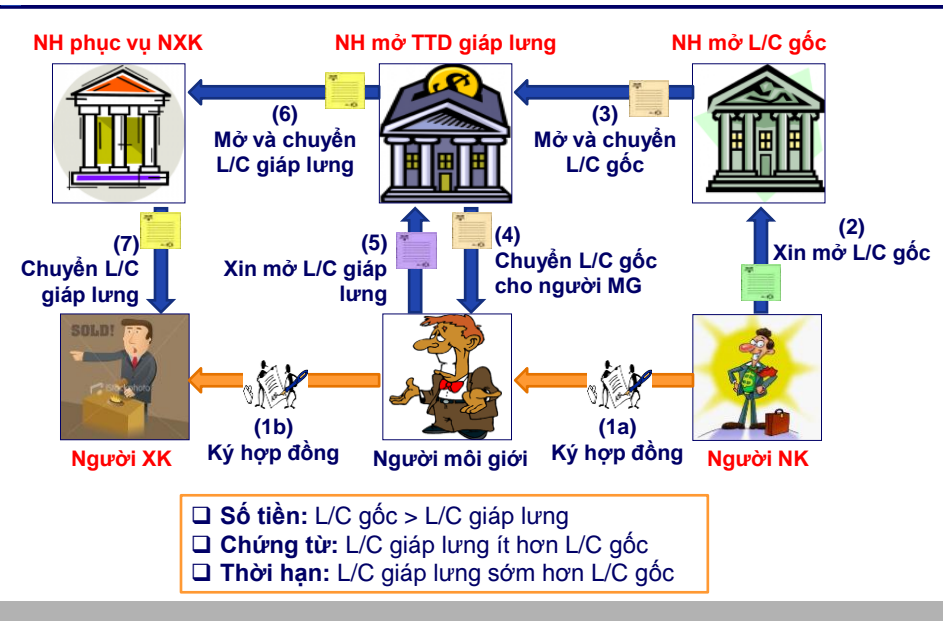 NH phục vụ NXK
NH mở TTD giáp lưng
NH mở L/C gốc
(6)
Mở và chuyển
L/C giáp lưng
(3)
Mở và chuyển
L/C gốc
(7)
Chuyển L/C
giáp lưng
(5)
Xin mở L/C giáp
lưng
(4)
Chuyển L/C gốc
cho người MG
(2)
Xin mở L/C gốc
SOLD!
iStockphoto
(1b)
Ký hợp đồng
(1a)
Ký hợp đồng
Người XK
Người môi giới
Người NK
❑ Số tiền: L/C gốc > L/C giáp lưng
❑ Chứng từ: L/C giáp lưng ít hơn L/C gốc
❑ Thời hạn: L/C giáp lưng sớm hơn L/C gốc